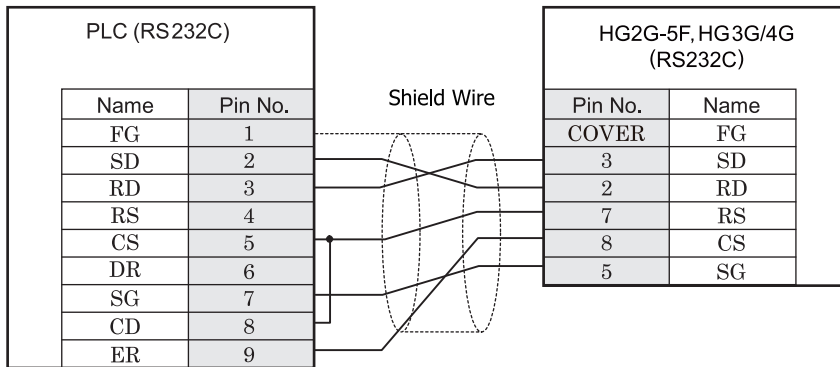 PLC (RS232C)
Name Pin No.
FG 1
SD 2
RD 3
RS 4
CS 5
DR 6
SG 7
CD 8
ER 9
Shield Wire
HG2G-5F, HG3G/4G
(RS232C)
Pin No. Name
COVER FG
3 SD
2 RD
7 RS
8 CS
5 SG